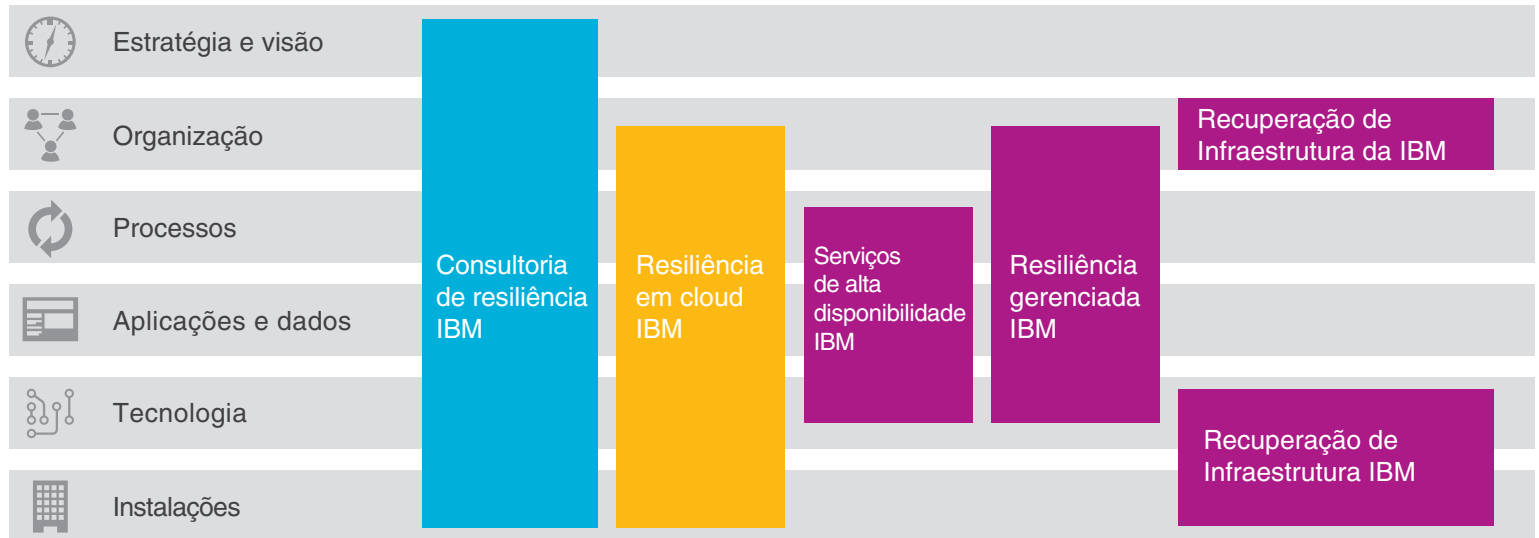 Estratégia e visão
Organização
Processos
Aplicações e dados
Tecnologia
Instalações
Consultoria
de resiliência
IBM
Resiliência
em cloud
IBM
Serviços
de alta
disponibilidade
IBM
Resiliência
gerenciada
IBM
Recuperação de
Infraestrutura da IBM
Recuperação de
Infraestrutura IBM